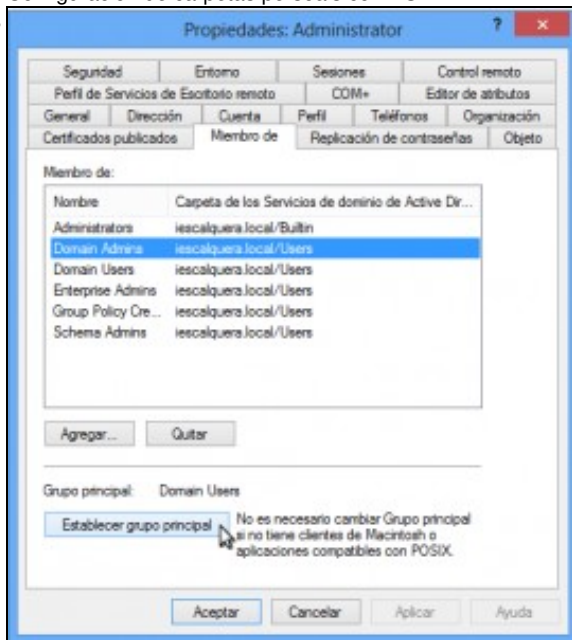 Propiedades: Administrator
?
Seguridad Entorno Sesiones Control remoto
Perfil de Servicios de Escritorio remoto COM+ Editor de atributos
General Dirección Cuenta Perfil Teléfonos Organización
Certificados publicados Miembro de Replicación de contraseñas Objeto
Miembro de:
Nombre Carpeta de los Servicios de dominio de Active Dir...
Administrators iescalquera.local/Builtin
Domain Admins iescalquera.local/Users
Domain Users iescalquera.local/Users
Enterprise Admins iescalquera.local/Users
Group Policy Cre... iescalquera.local/Users
Schema Admins iescalquera.local/Users
Agregar... Quitar
Grupo principal: Domain Users
Establecer grupo principal
No es necesario cambiar Grupo principal
si no tiene clientes de Macintosh o
aplicaciones compatibles con POSIX.
Aceptar Cancelar Aplicar Ayuda